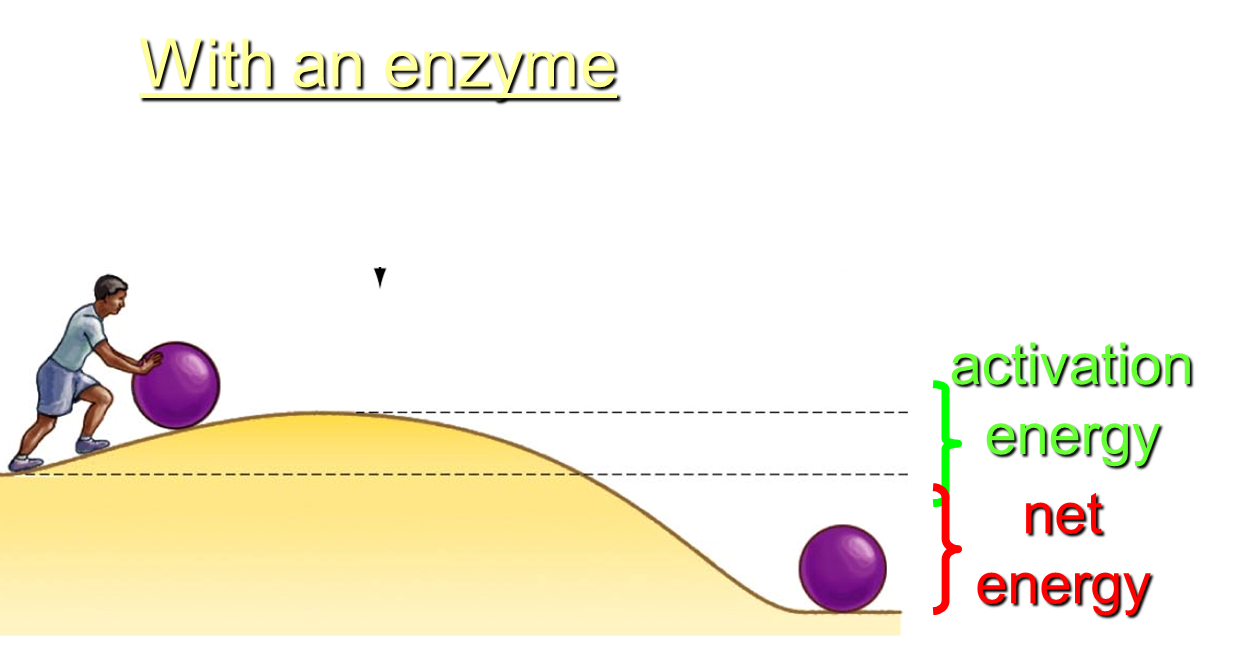 With an enzyme
activation
energy
net
energy